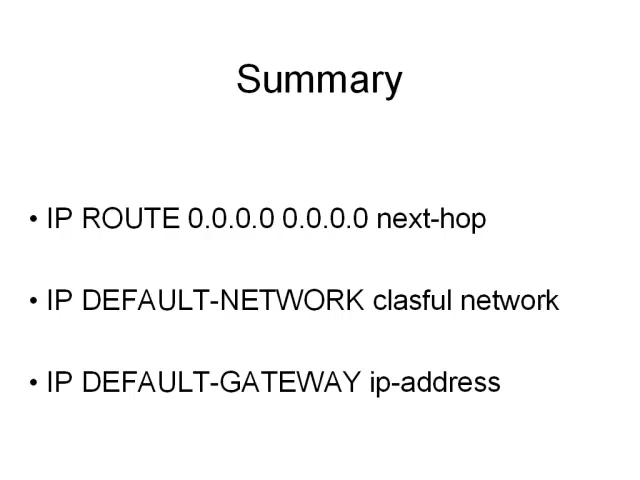 Summary
• IP ROUTE 0.0.0.0 0.0.0.0 next-hop
• IP DEFAULT-NETWORK clasful network
• IP DEFAULT-GATEWAY ip-address